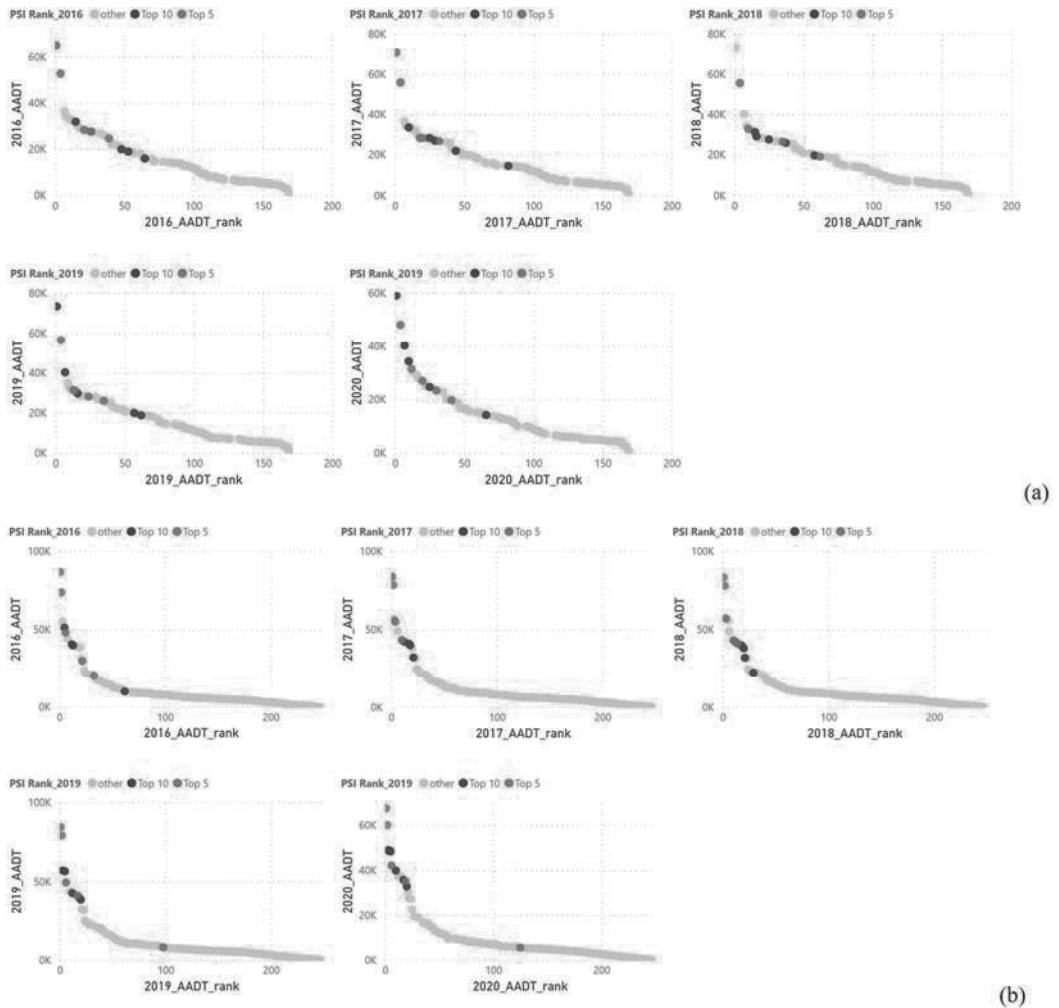 PSI Rank_2016 other Top 10 Top 5
60K
40K
20K
0K
2016_AADT
0 50 100 150 200
2016_AADT_rank
PSI Rank_2017 other Top 10 Top 5
80K
60K
40K
20K
0K
2017_AADT
0 50 100 150 200
2017_AADT_rank
PSI Rank_2018 other Top 10 Top 5
80K
60K
40K
20K
0K
2018_AADT
0 50 100 150 200
2018_AADT_rank
PSI Rank_2019 other Top 10 Top 5
80K
60K
40K
20K
0K
2019_AADT
0 50 100 150 200
2019_AADT_rank
PSI Rank_2019 other Top 10 Top 5
60K
40K
20K
0K
2020_AADT
0 50 100 150 200
2020_AADT_rank
(a)
PSI Rank_2016 other Top 10 Top 5
100K
50K
0K
2016_AADT
0 100 200
2016_AADT_rank
PSI Rank_2017 other Top 10 Top 5
100K
50K
0K
2017_AADT
0 100 200
2017_AADT_rank
PSI Rank_2018 other Top 10 Top 5
100K
50K
0K
2018_AADT
0 100 200
2018_AADT_rank
PSI Rank_2019 other Top 10 Top 5
100K
50K
0K
2019_AADT
0 100 200
2019_AADT_rank
PSI Rank_2019 other Top 10 Top 5
60K
40K
20K
0K
2020_AADT
0 100 200
2020_AADT_rank
(b)